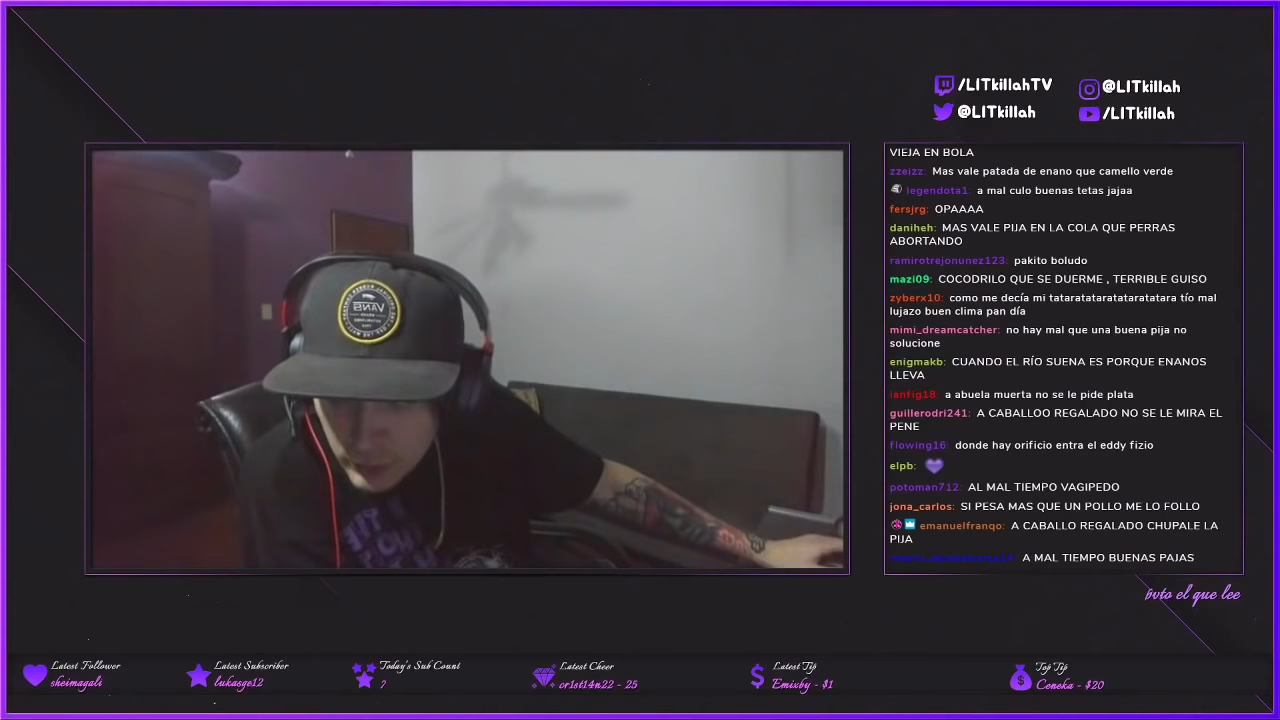 /LITkillahTV
@LITkillah
@LITkillah
/LITkillah
VIEJA EN BOLA
zzeizz: Mas vale patada de enano que camello verde
legendota1: a mal culo buenas tetas jajaa
fersjrg: OPAAAA
daniheh: MAS VALE PIJA EN LA COLA QUE PERRAS
ABORTANDO
ramirotrejonunez123: pakito boludo
mazi09: COCODRILO QUE SE DUERME , TERRIBLE GUISO
zyberx10: como me decía mi tatarataratarataratara tío mal
lujazo buen clima pan día
mimi_dreamcatcher: no hay mal que una buena pija no
solucione
enigmakb: CUANDO EL RÍO SUENA ES PORQUE ENANOS
LLEVA
ianfig18: a abuela muerta no se le pide plata
guillerodri241: A CABALLOO REGALADO NO SE LE MIRA EL
PENE
flowing16: donde hay orificio entra el eddy fizio
elpb:
potoman712: AL MAL TIEMPO VAGIPEDO
jona_carlos: SI PESA MAS QUE UN POLLO ME LO FOLLO
emanuelfranqo: A CABALLO REGALADO CHUPALE LA
PIJA
A MAL TIEMPO BUENAS PAJAS
VANS
pvto el que lee
Latest Follower
sheimagali
Latest Subscriber
lukasge12
Today's Sub Count
7
Latest Cheer
cr1st14n22 - 25
Latest Tip
Emixby - $1
Top Tip
Ceneka - $20